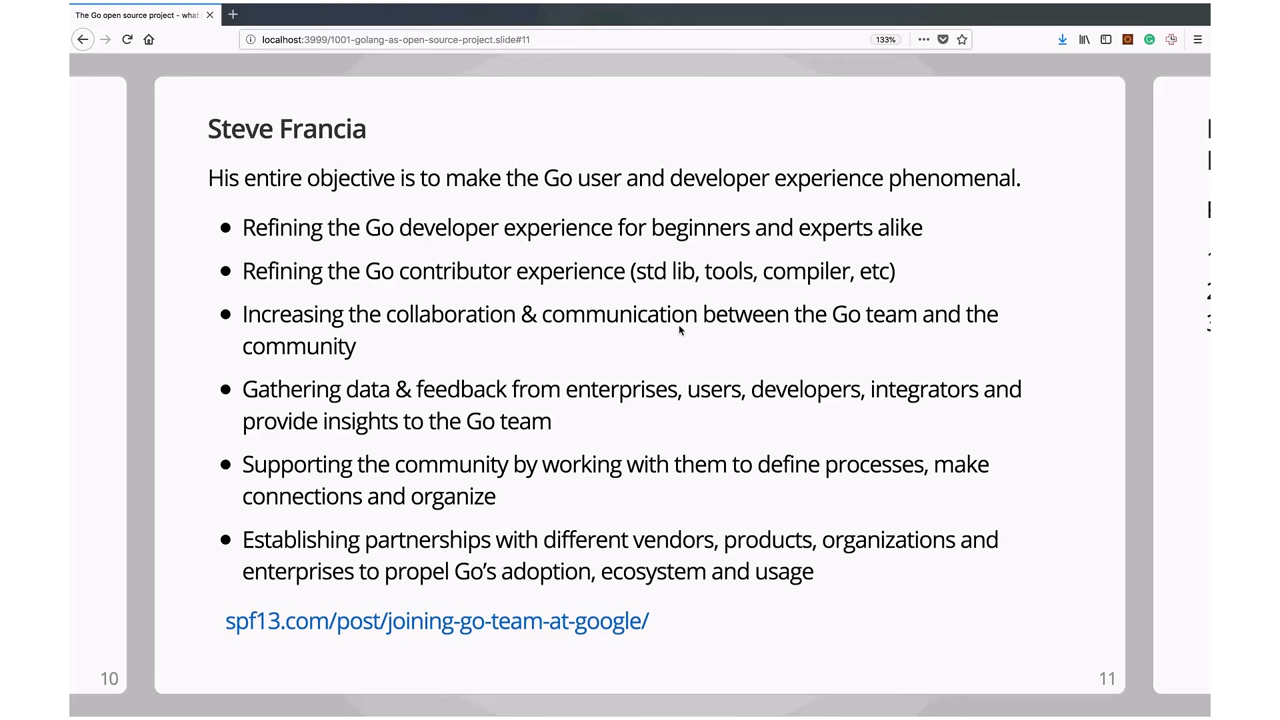 The Go open source project - what
localhost:3999/1001-golang-as-open-source-project.slide#11
133%
Steve Francia
His entire objective is to make the Go user and developer experience phenomenal.
• Refining the Go developer experience for beginners and experts alike
• Refining the Go contributor experience (std lib, tools, compiler, etc)
• Increasing the collaboration & communication between the Go team and the
community
• Gathering data & feedback from enterprises, users, developers, integrators and
provide insights to the Go team
• Supporting the community by working with them to define processes, make
connections and organize
• Establishing partnerships with different vendors, products, organizations and
enterprises to propel Go's adoption, ecosystem and usage
spf13.com/post/joining-go-team-at-google/
10
11